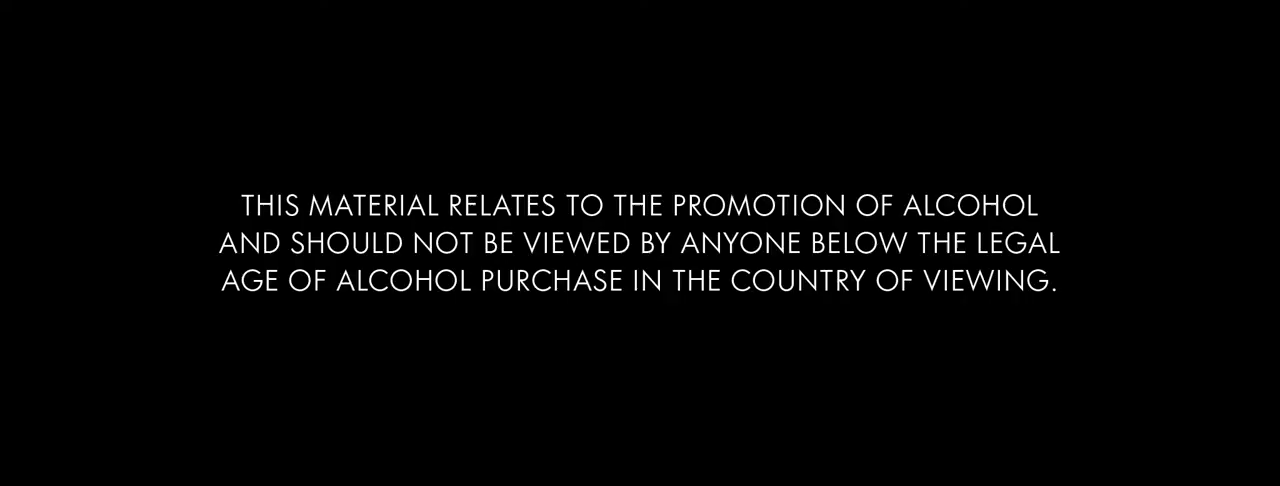 THIS MATERIAL RELATES TO THE PROMOTION OF ALCOHOL
AND SHOULD NOT BE VIEWED BY ANYONE BELOW THE LEGAL
AGE OF ALCOHOL PURCHASE IN THE COUNTRY OF VIEWING.